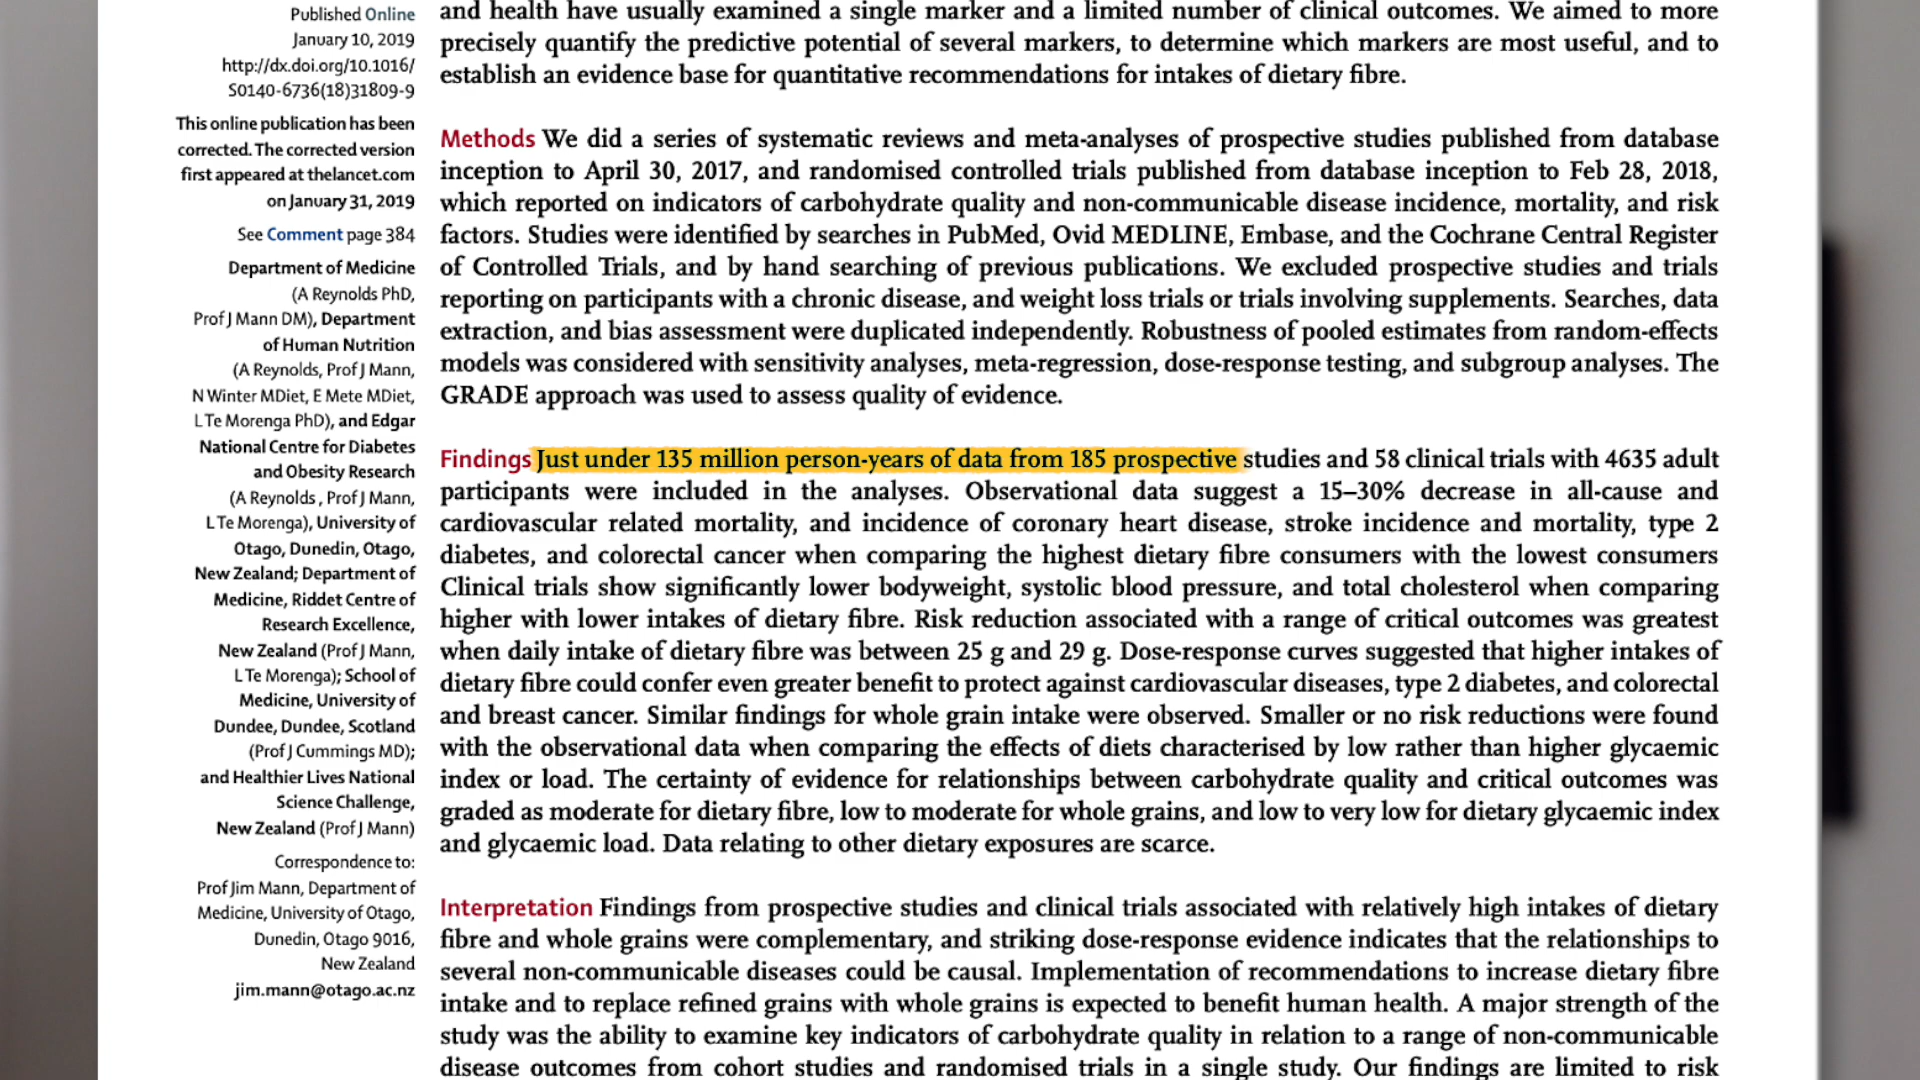 Published Online
January 10, 2019
http://dx.doi.org/10.1016/
S0140-6736(18)31809-9
This online publication has been
corrected. The corrected version
first appeared at thelancet.com
on January 31, 2019
See Comment page 384
Department of Medicine
(A Reynolds PhD,
Prof J Mann DM), Department
of Human Nutrition
(A Reynolds, Prof J Mann,
N Winter MDiet, E Mete MDiet,
L Te Morenga PhD), and Edgar
National Centre for Diabetes
and Obesity Research
(A Reynolds , Prof J Mann,
L Te Morenga), University of
Otago, Dunedin, Otago,
New Zealand; Department of
Medicine, Riddet Centre of
Research Excellence,
New Zealand (Prof J Mann,
L Te Morenga); School of
Medicine, University of
Dundee, Dundee, Scotland
(Prof J Cummings MD);
and Healthier Lives National
Science Challenge,
New Zealand (Prof J Mann)
Correspondence to:
Prof Jim Mann, Department of
Medicine, University of Otago,
Dunedin, Otago 9016,
New Zealand
jim.mann@otago.ac.nz
and health have usually examined a single marker and a limited number of clinical outcomes. We aimed to more
precisely quantify the predictive potential of several markers, to determine which markers are most useful, and to
establish an evidence base for quantitative recommendations for intakes of dietary fibre.
Methods We did a series of systematic reviews and meta-analyses of prospective studies published from database
inception to April 30, 2017, and randomised controlled trials published from database inception to Feb 28, 2018,
which reported on indicators of carbohydrate quality and non-communicable disease incidence, mortality, and risk
factors. Studies were identified by searches in PubMed, Ovid MEDLINE, Embase, and the Cochrane Central Register
of Controlled Trials, and by hand searching of previous publications. We excluded prospective studies and trials
reporting on participants with a chronic disease, and weight loss trials or trials involving supplements. Searches, data
extraction, and bias assessment were duplicated independently. Robustness of pooled estimates from random-effects
models was considered with sensitivity analyses, meta-regression, dose-response testing, and subgroup analyses. The
GRADE approach was used to assess quality of evidence.
Findings Just under 135 million person-years of data from 185 prospective studies and 58 clinical trials with 4635 adult
participants were included in the analyses. Observational data suggest a 15–30% decrease in all-cause and
cardiovascular related mortality, and incidence of coronary heart disease, stroke incidence and mortality, type 2
diabetes, and colorectal cancer when comparing the highest dietary fibre consumers with the lowest consumers
Clinical trials show significantly lower bodyweight, systolic blood pressure, and total cholesterol when comparing
higher with lower intakes of dietary fibre. Risk reduction associated with a range of critical outcomes was greatest
when daily intake of dietary fibre was between 25 g and 29 g. Dose-response curves suggested that higher intakes of
dietary fibre could confer even greater benefit to protect against cardiovascular diseases, type 2 diabetes, and colorectal
and breast cancer. Similar findings for whole grain intake were observed. Smaller or no risk reductions were found
with the observational data when comparing the effects of diets characterised by low rather than higher glycaemic
index or load. The certainty of evidence for relationships between carbohydrate quality and critical outcomes was
graded as moderate for dietary fibre, low to moderate for whole grains, and low to very low for dietary glycaemic index
and glycaemic load. Data relating to other dietary exposures are scarce.
Interpretation Findings from prospective studies and clinical trials associated with relatively high intakes of dietary
fibre and whole grains were complementary, and striking dose-response evidence indicates that the relationships to
several non-communicable diseases could be causal. Implementation of recommendations to increase dietary fibre
intake and to replace refined grains with whole grains is expected to benefit human health. A major strength of the
study was the ability to examine key indicators of carbohydrate quality in relation to a range of non-communicable
disease outcomes from cohort studies and randomised trials in a single study. Our findings are limited to risk